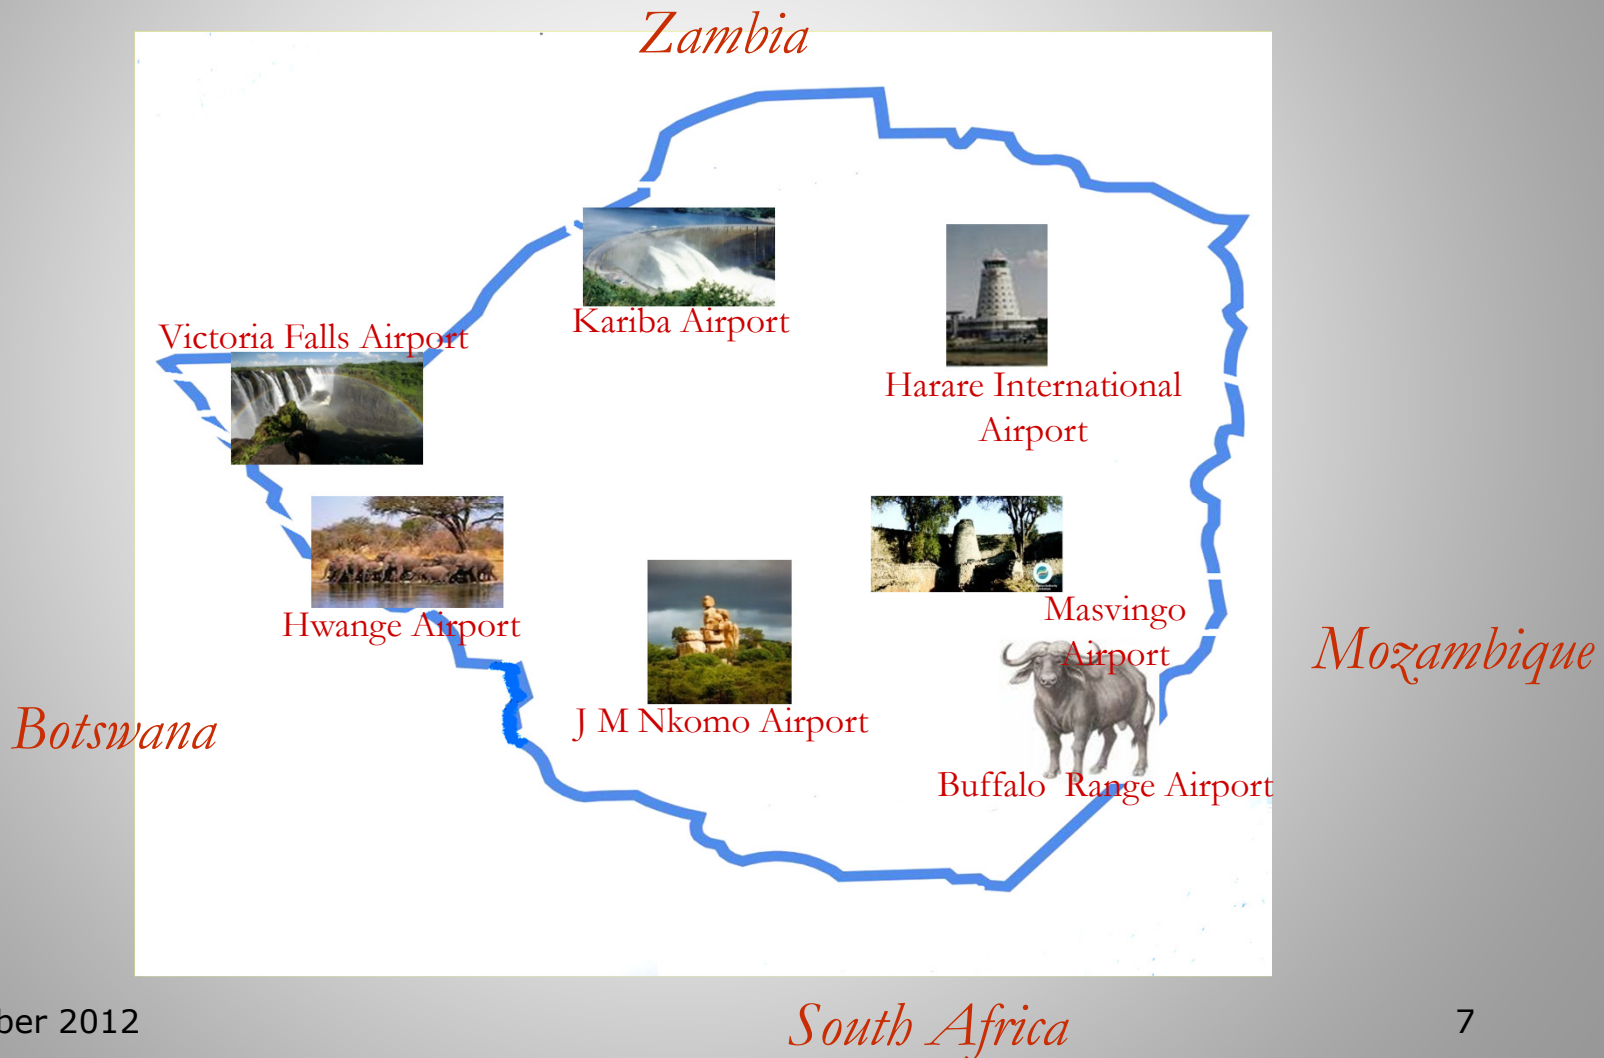 Zambia
Kariba Airport
Victoria Falls Airport
Harare International
Airport
Hwange Airport
Masvingo
Airport
Mozambique
J M Nkomo Airport
Botswana
Buffalo Range Airport
ber 2012
South Africa
7